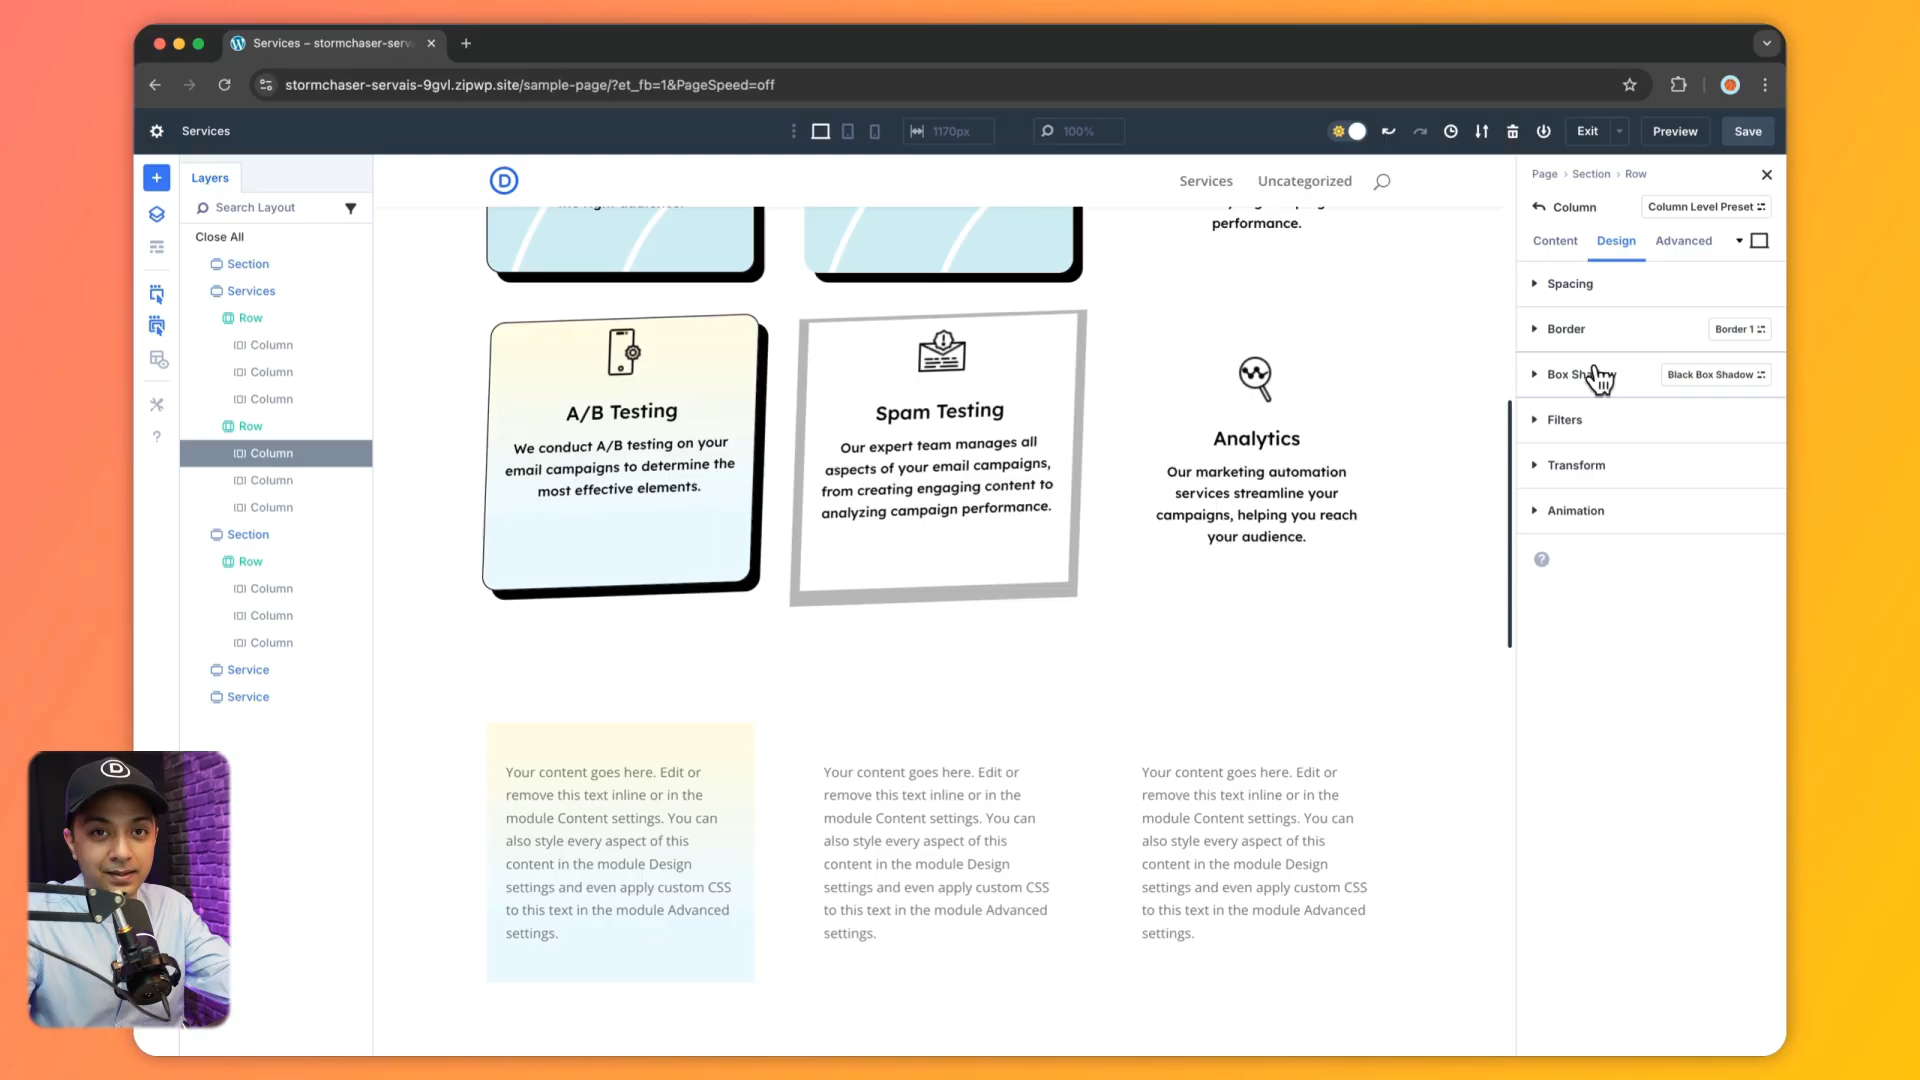 Services – stormchaser-serv
stormchaser-servais-9gvl.zipwp.site/sample-page/?et_fb=1&PageSpeed=off
Services
1170px
100%
Exit
Preview
Save
Layers
Search Layout
Close All
Section
Services
Row
Column
Column
Column
Row
Column
Column
Column
Section
Row
Column
Column
Column
Service
Service
D
Services
Uncategorized
performance.
A/B Testing
We conduct A/B testing on your
email campaigns to determine the
most effective elements.
Spam Testing
Our expert team manages all
aspects of your email campaigns,
from creating engaging content to
analyzing campaign performance.
Analytics
Our marketing automation
services streamline your
campaigns, helping you reach
your audience.
Your content goes here. Edit or
remove this text inline or in the
module Content settings. You can
also style every aspect of this
content in the module Design
settings and even apply custom CSS
to this text in the module Advanced
settings.
Your content goes here. Edit or
remove this text inline or in the
module Content settings. You can
also style every aspect of this
content in the module Design
settings and even apply custom CSS
to this text in the module Advanced
settings.
Your content goes here. Edit or
remove this text inline or in the
module Content settings. You can
also style every aspect of this
content in the module Design
settings and even apply custom CSS
to this text in the module Advanced
settings.
Page › Section › Row
Column
Column Level Preset
Content
Design
Advanced
Spacing
Border
Border 1
Box
Black Box Shadow
Filters
Transform
Animation
D